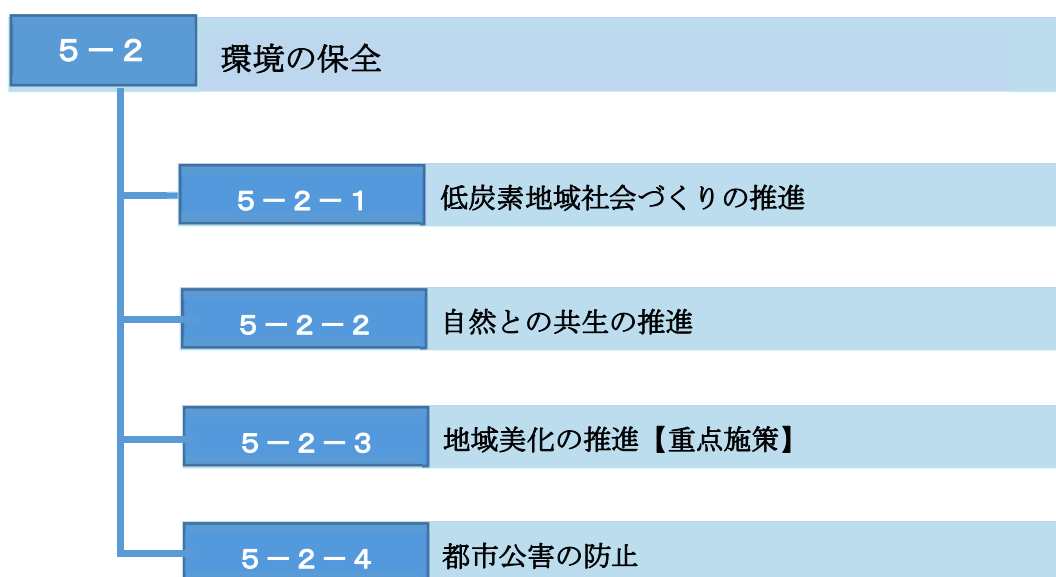 5－2 環境の保全
5－2－1 低炭素地域社会づくりの推進
5－2－2 自然との共生の推進
5－2－3 地域美化の推進【重点施策】
5－2－4 都市公害の防止